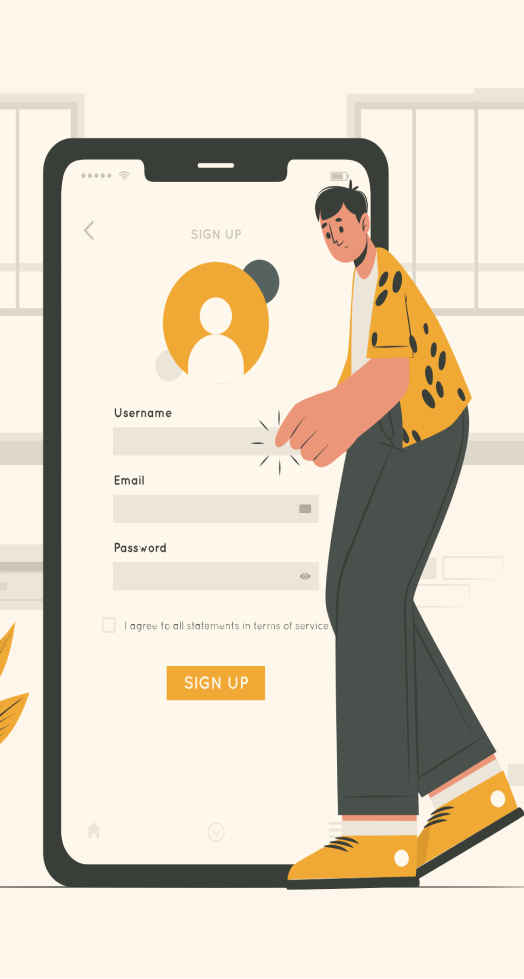 SIGN UP
Username
Email
Password
I agree to all statements in terms of service
SIGN UP